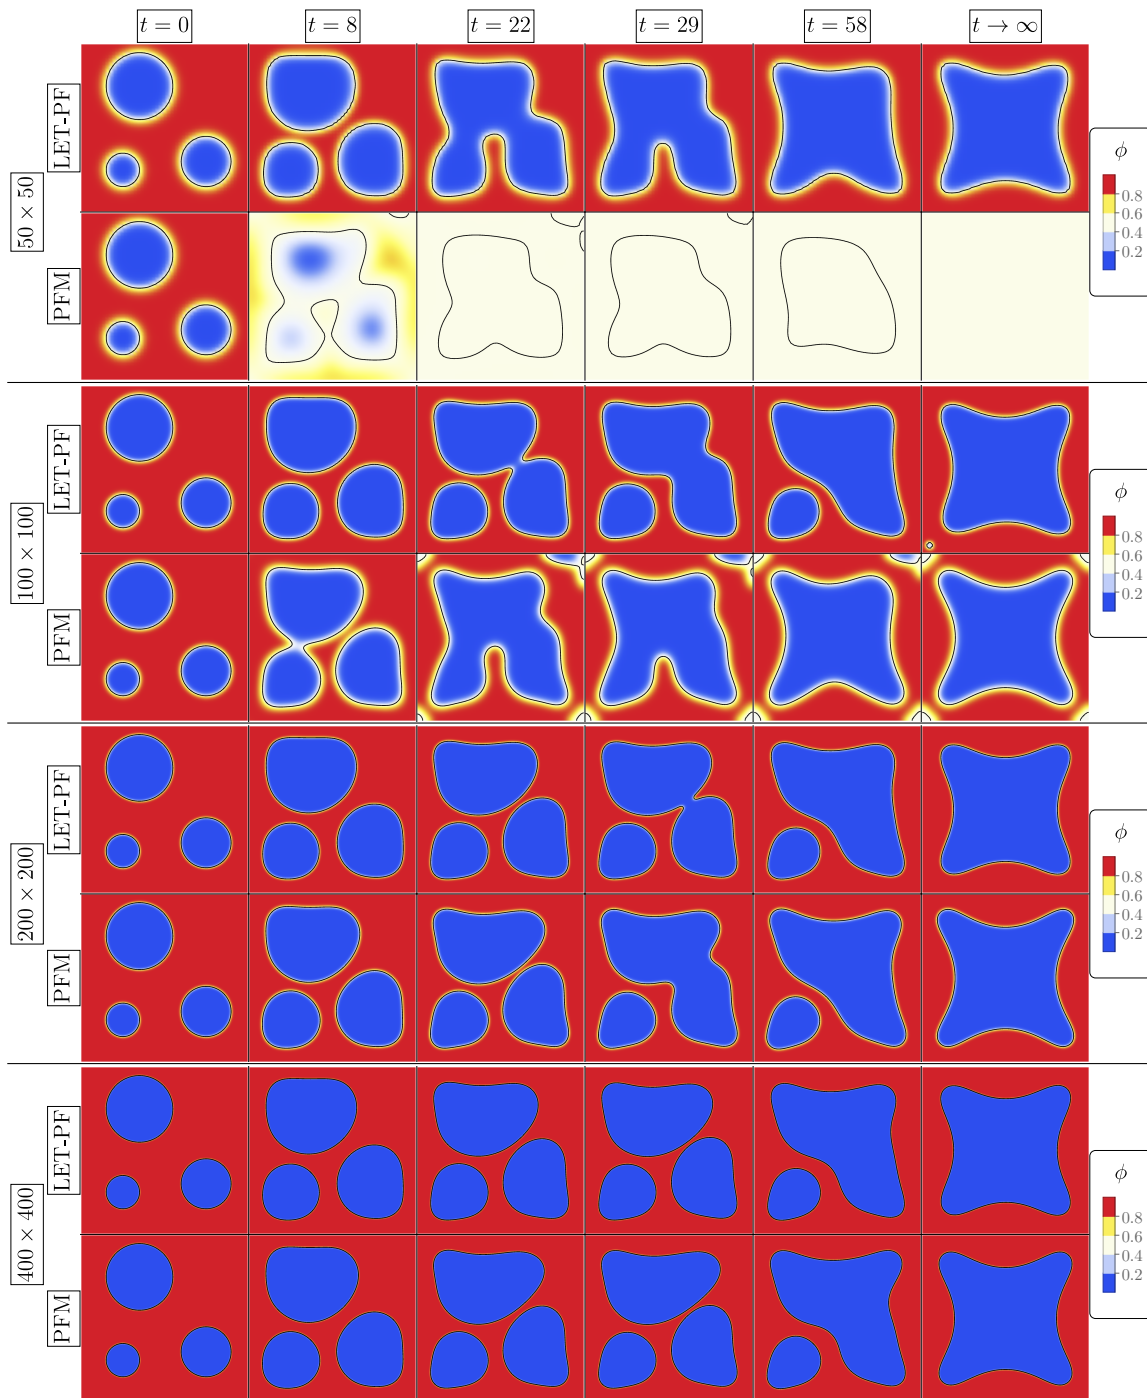 t = 0
t = 8
t = 22
t = 29
t = 58
t → ∞
50 × 50
LET-PF
PFM
ϕ
0.8
0.6
0.4
0.2
100 × 100
LET-PF
PFM
ϕ
0.8
0.6
0.4
0.2
200 × 200
LET-PF
PFM
ϕ
0.8
0.6
0.4
0.2
400 × 400
LET-PF
PFM
ϕ
0.8
0.6
0.4
0.2